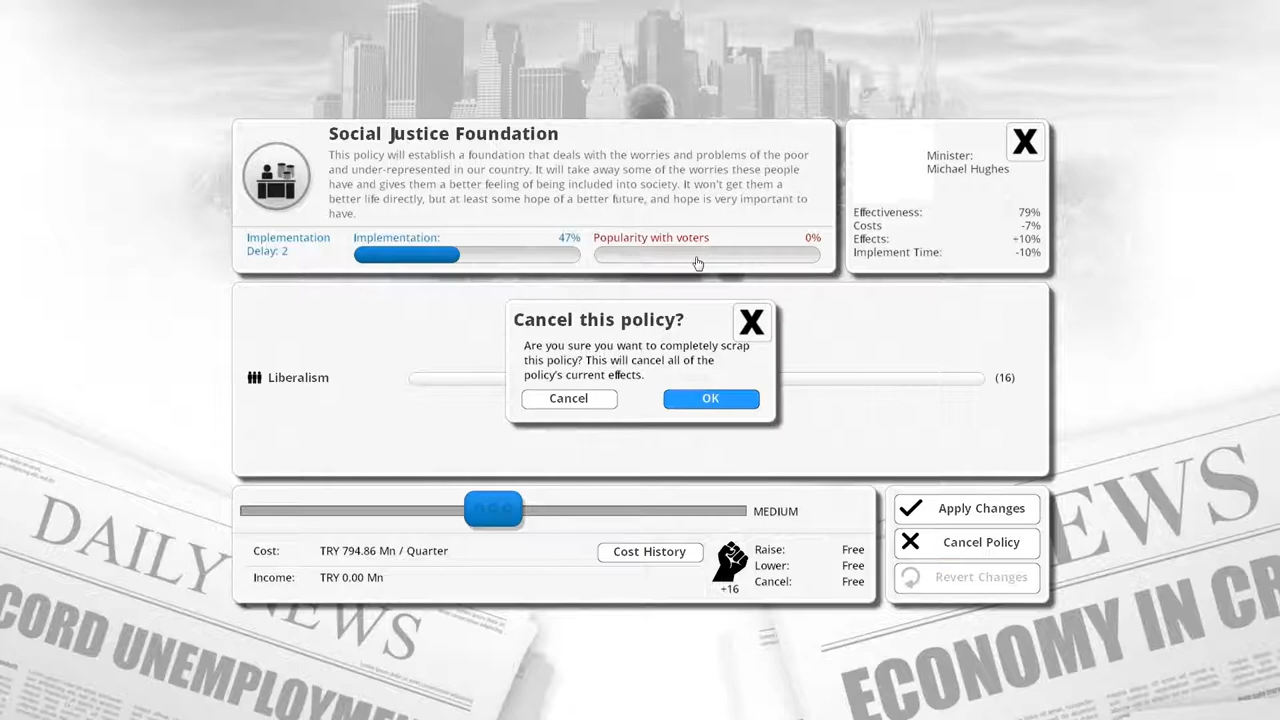 Social Justice Foundation
This policy will establish a foundation that deals with the worries and problems of the poor
and under-represented in our country. It will take away some of the worries these people
have and gives them a better feeling of being included into society. It won't get them a
better life directly, but at least some hope of a better future, and hope is very important to
have.
Implementation
Delay: 2
Implementation: 47%
Popularity with voters 0%
X
Minister:
Michael Hughes
Effectiveness: 79%
Costs -7%
Effects: +10%
Implement Time: -10%
Cancel this policy?
X
Are you sure you want to completely scrap
this policy? This will cancel all of the
policy's current effects.
Cancel
OK
Liberalism (16)
MEDIUM
Cost: TRY 794.86 Mn / Quarter
Income: TRY 0.00 Mn
Cost History
+16
Raise: Free
Lower: Free
Cancel: Free
Apply Changes
Cancel Policy
Revert Changes
DAILY NEWS
CORD UNEMPLOYME
NEWS
ECONOMY IN CR